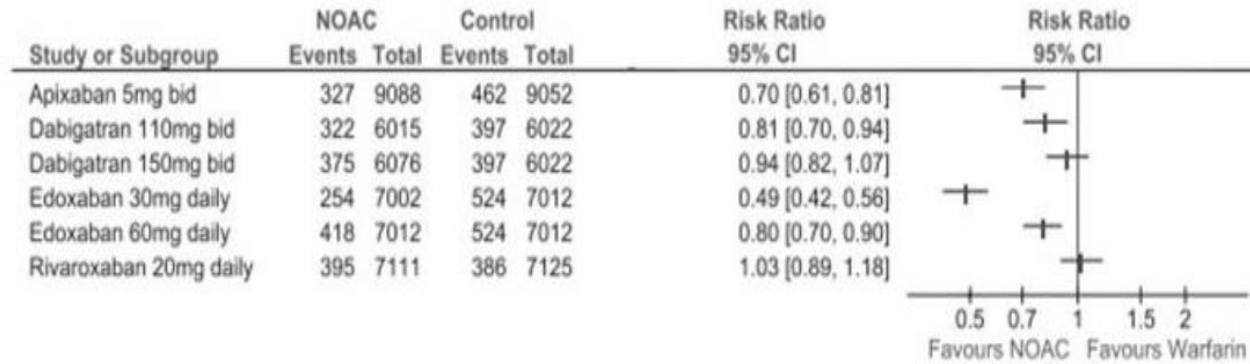 NOAC Control Risk Ratio Risk Ratio
Study or Subgroup Events Total Events Total 95% CI 95% CI
Apixaban 5mg bid 327 9088 462 9052 0.70 [0.61, 0.81]
Dabigatran 110mg bid 322 6015 397 6022 0.81 [0.70, 0.94]
Dabigatran 150mg bid 375 6076 397 6022 0.94 [0.82, 1.07]
Edoxaban 30mg daily 254 7002 524 7012 0.49 [0.42, 0.56]
Edoxaban 60mg daily 418 7012 524 7012 0.80 [0.70, 0.90]
Rivaroxaban 20mg daily 395 7111 386 7125 1.03 [0.89, 1.18]
0.5 0.7 1 1.5 2
Favours NOAC Favours Warfarin